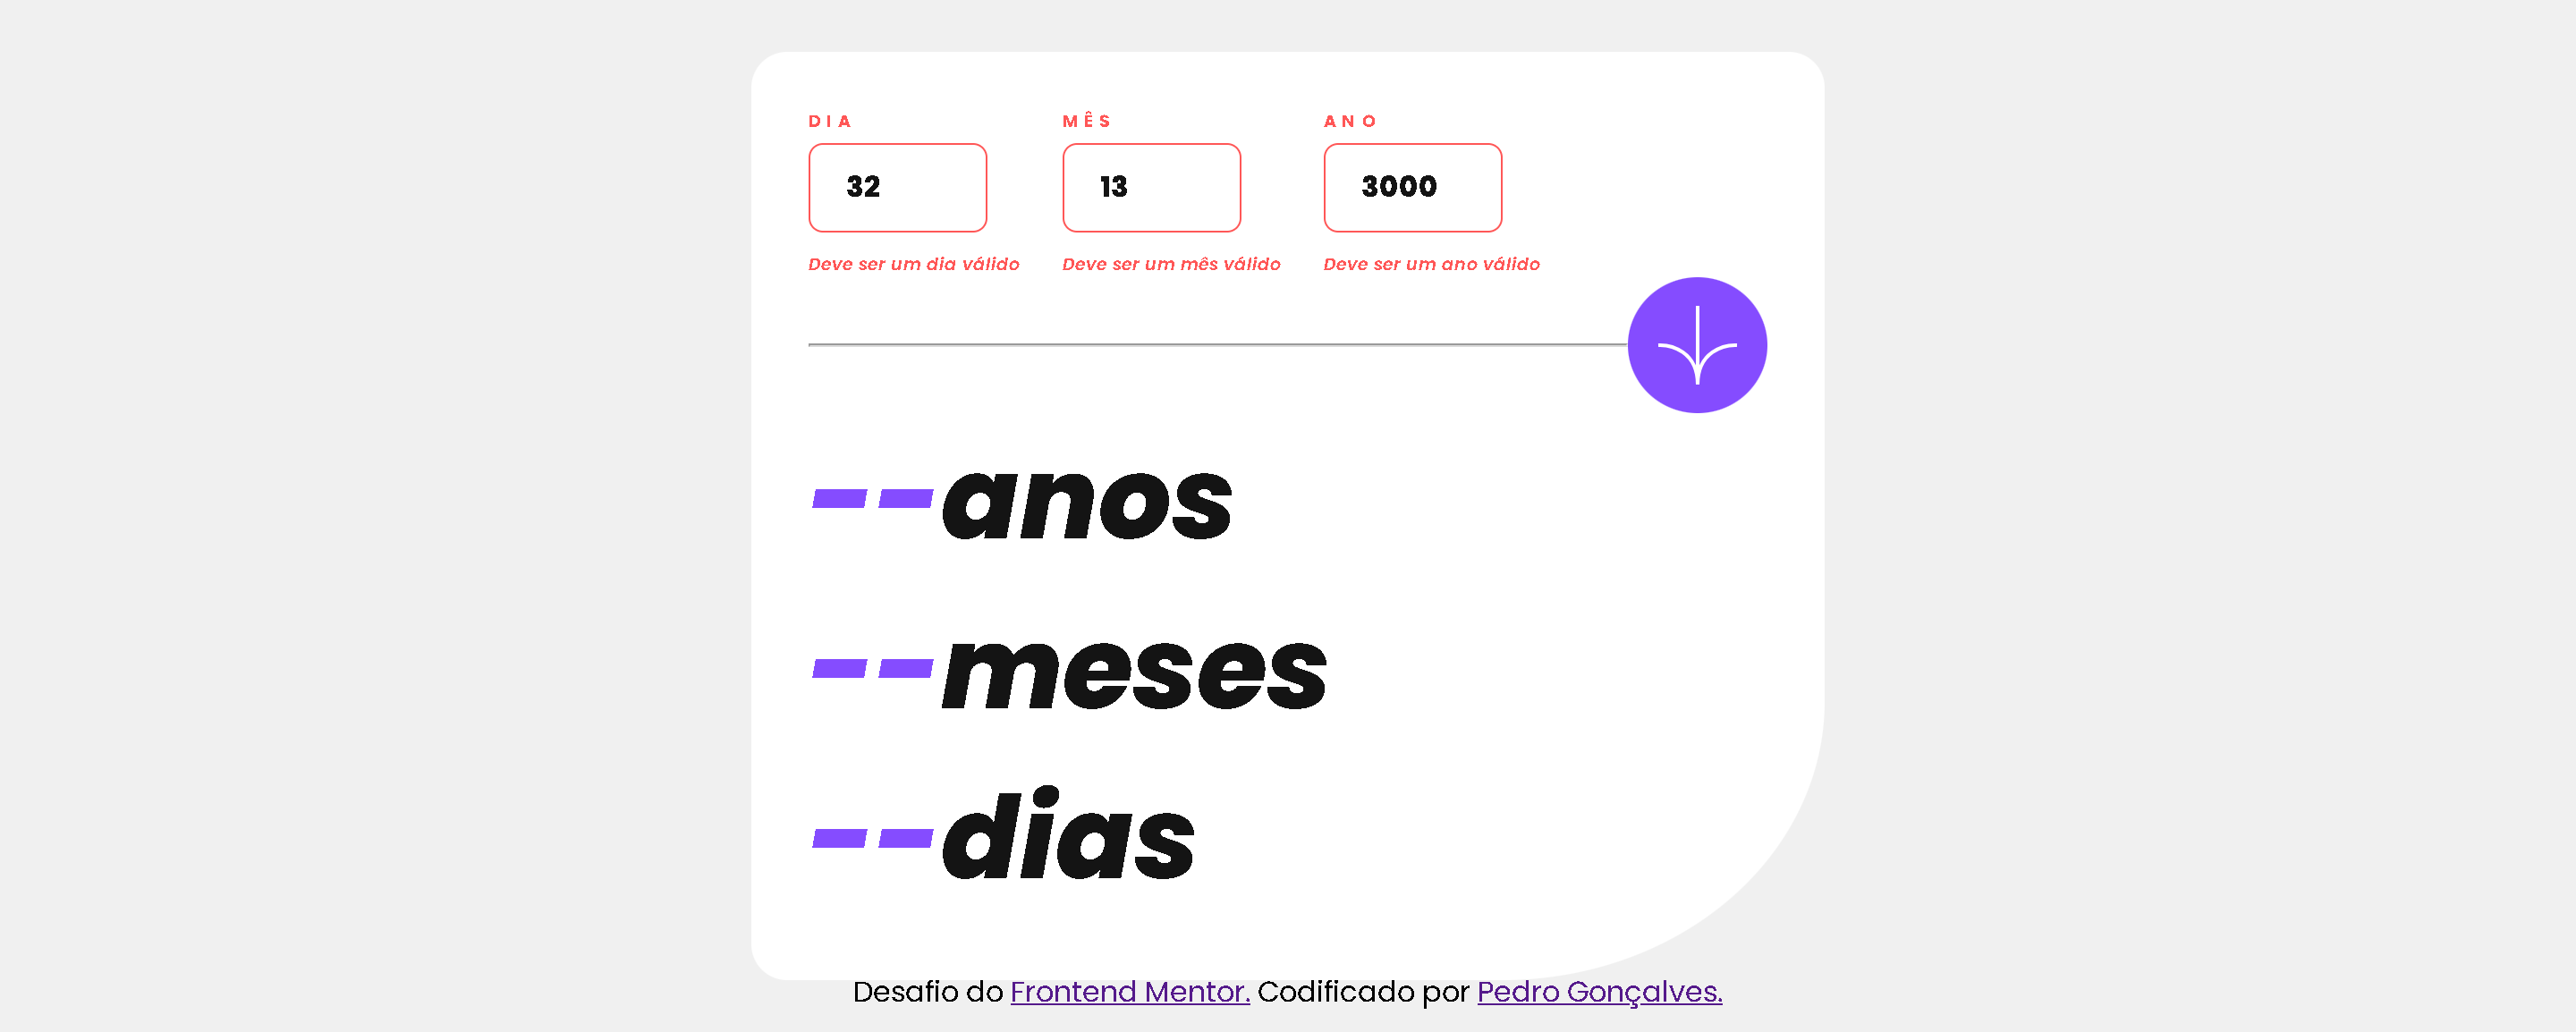 DIA MÊS ANO
32 13 3000
Deve ser um dia válido Deve ser um mês válido Deve ser um ano válido
--anos
--meses
--dias
Desafio do Frontend Mentor. Codificado por Pedro Gonçalves.